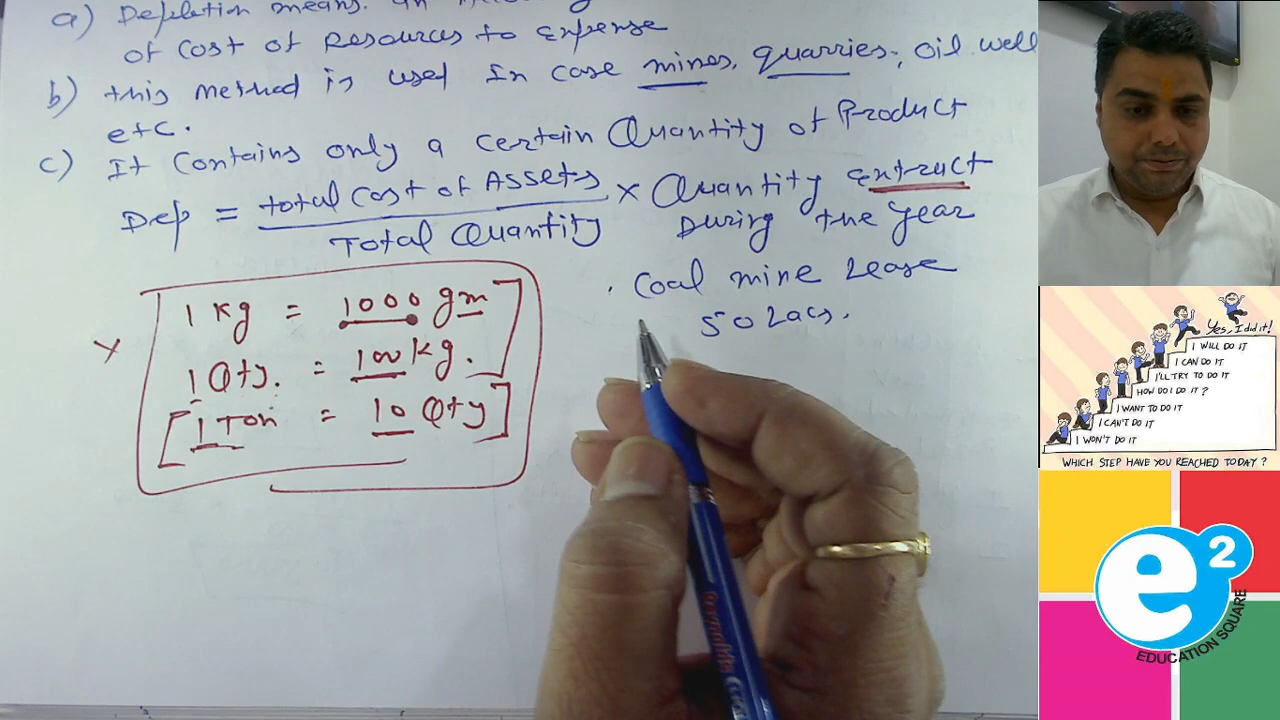 a) Depletion means. an
of cost of resources to expense
b) this method is used In case mines, quarries, oil well
etc.
c) It contains only a certain Quantity of Product
Dep = total cost of Assets / Total Quantity × Quantity extract During the Year
1 kg = 1000 gm
1 Qty. = 100 kg.
[1 Ton = 10 Qty]
×
Coal mine Lease
50 Lacs.
Yes, I did it!
I WILL DO IT
I CAN DO IT
I'LL TRY TO DO IT
HOW DO I DO IT?
I WANT TO DO IT
I CAN'T DO IT
I WON'T DO IT
WHICH STEP HAVE YOU REACHED TODAY?
e2
EDUCATION SQUARE